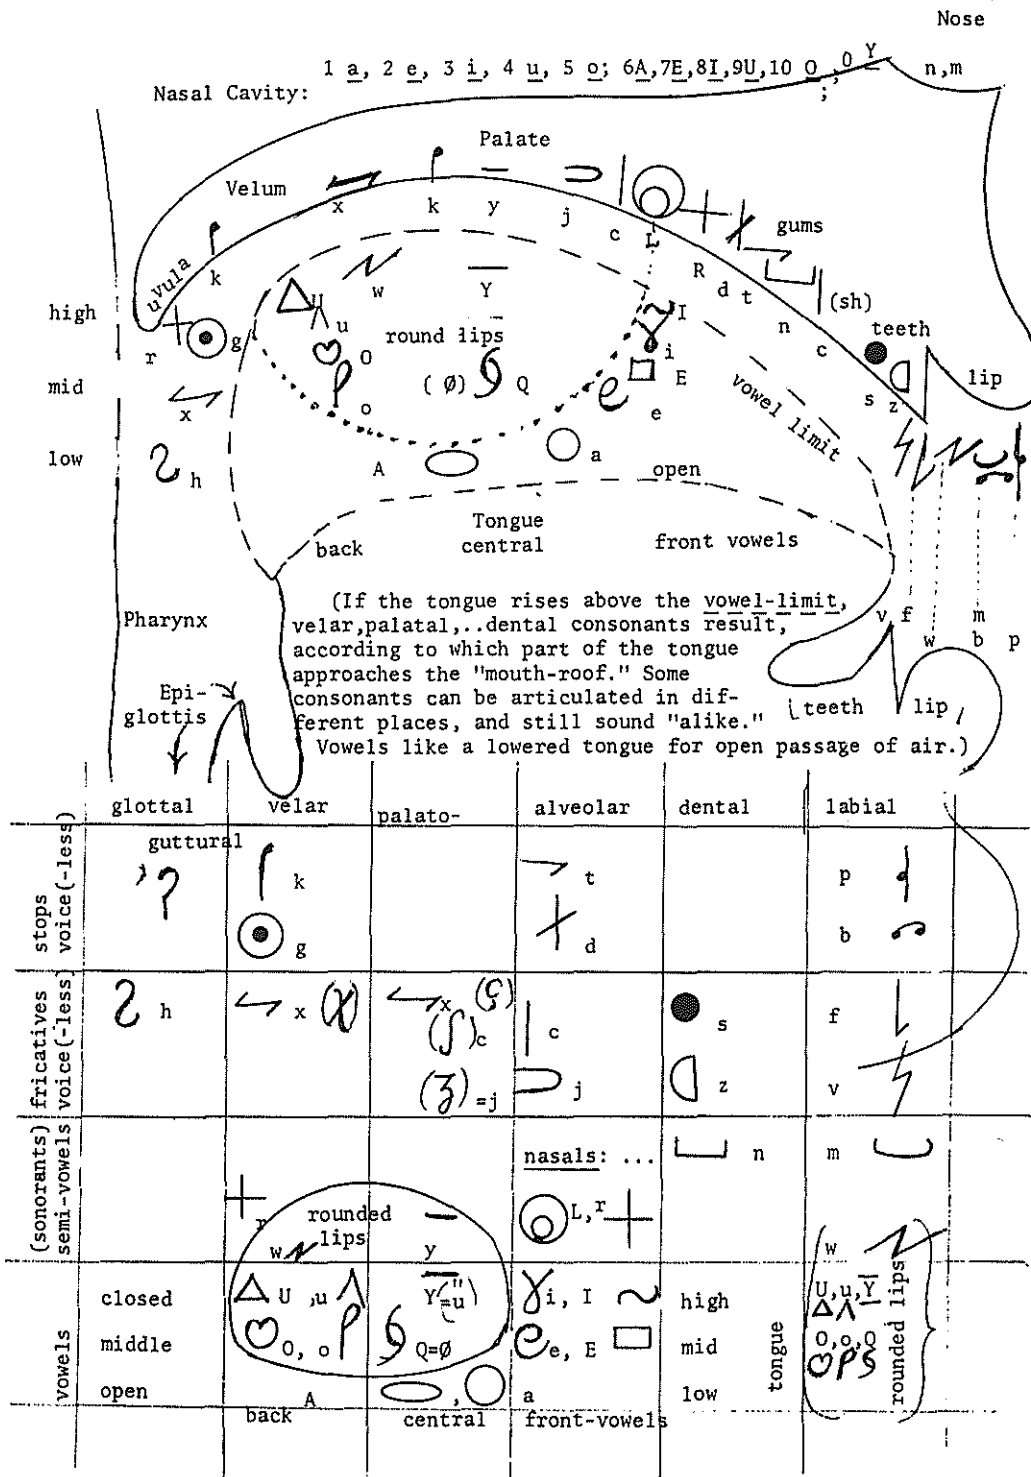 Nose
1 a, 2 e, 3 i, 4 u, 5 o; 6A,7E,8I,9U,10 O ; 0 Y n,m
Nasal Cavity:
Palate
Velum
x k y j c L gums
uvula k
R d t n c (sh)
high
U w Y I
r g u round lips i teeth
O
mid
(Ø) Q E s z lip
x o e vowel limit
low
h A a open
Tongue
back central front vowels
(If the tongue rises above the vowel-limit,
Pharynx velar,palatal,..dental consonants result, v f m
according to which part of the tongue w b p
approaches the "mouth-roof." Some
Epi- consonants can be articulated in dif-
glottis ferent places, and still sound "alike." teeth lip
Vowels like a lowered tongue for open passage of air.)
glottal velar palato- alveolar dental labial
guttural
stops
voice(-less)
’ʔ k t p
g d b
fricatives
voice(-less)
h x (χ) x (ç) c s f
(ʃ)c
(ʒ)=j j z v
(sonorants)
semi-vowels
nasals: ... n m
r rounded L,r
lips
w y w
vowels
closed U ,u Y(=ü) i, I high U,u,Y
middle O, o Q=Ø e, E mid O,o,Q
open A , a low
tongue
rounded lips
back central front-vowels